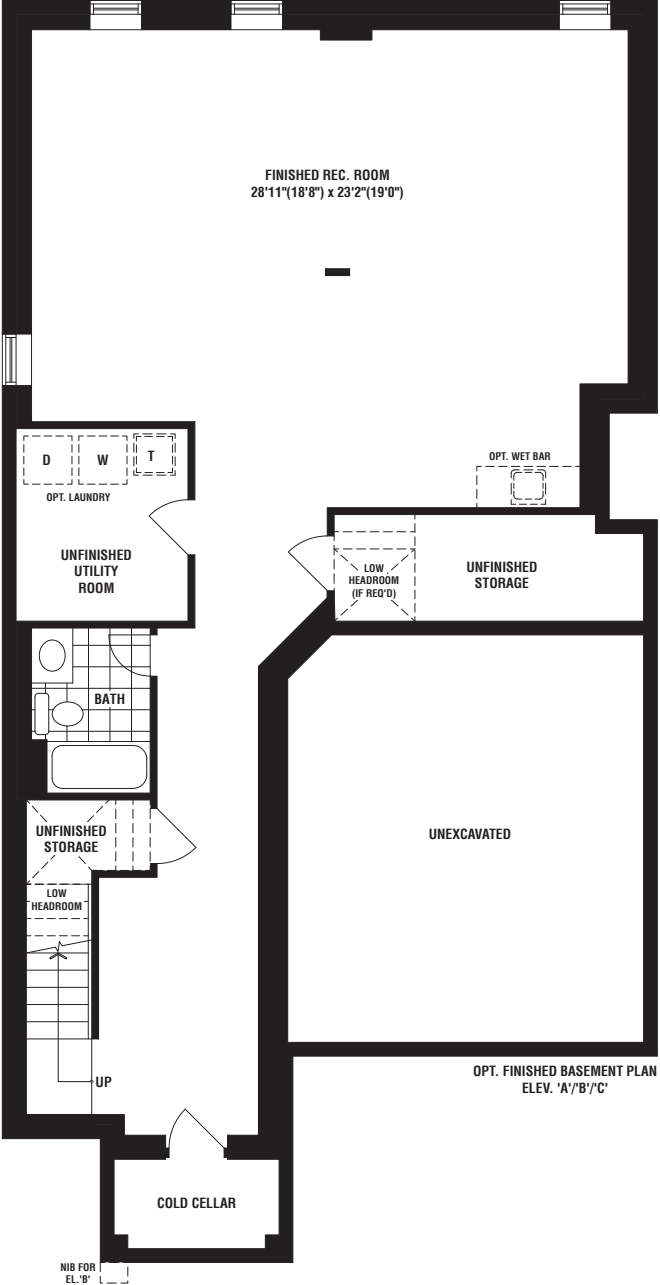 FINISHED REC. ROOM
28'11"(18'8") x 23'2"(19'0")
D
W
T
OPT. LAUNDRY
OPT. WET BAR
UNFINISHED
UTILITY
ROOM
LOW
HEADROOM
(IF REQ'D)
UNFINISHED
STORAGE
BATH
UNFINISHED
STORAGE
LOW
HEADROOM
UNEXCAVATED
UP
OPT. FINISHED BASEMENT PLAN
ELEV. 'A'/'B'/'C'
COLD CELLAR
NIB FOR
EL.'B'